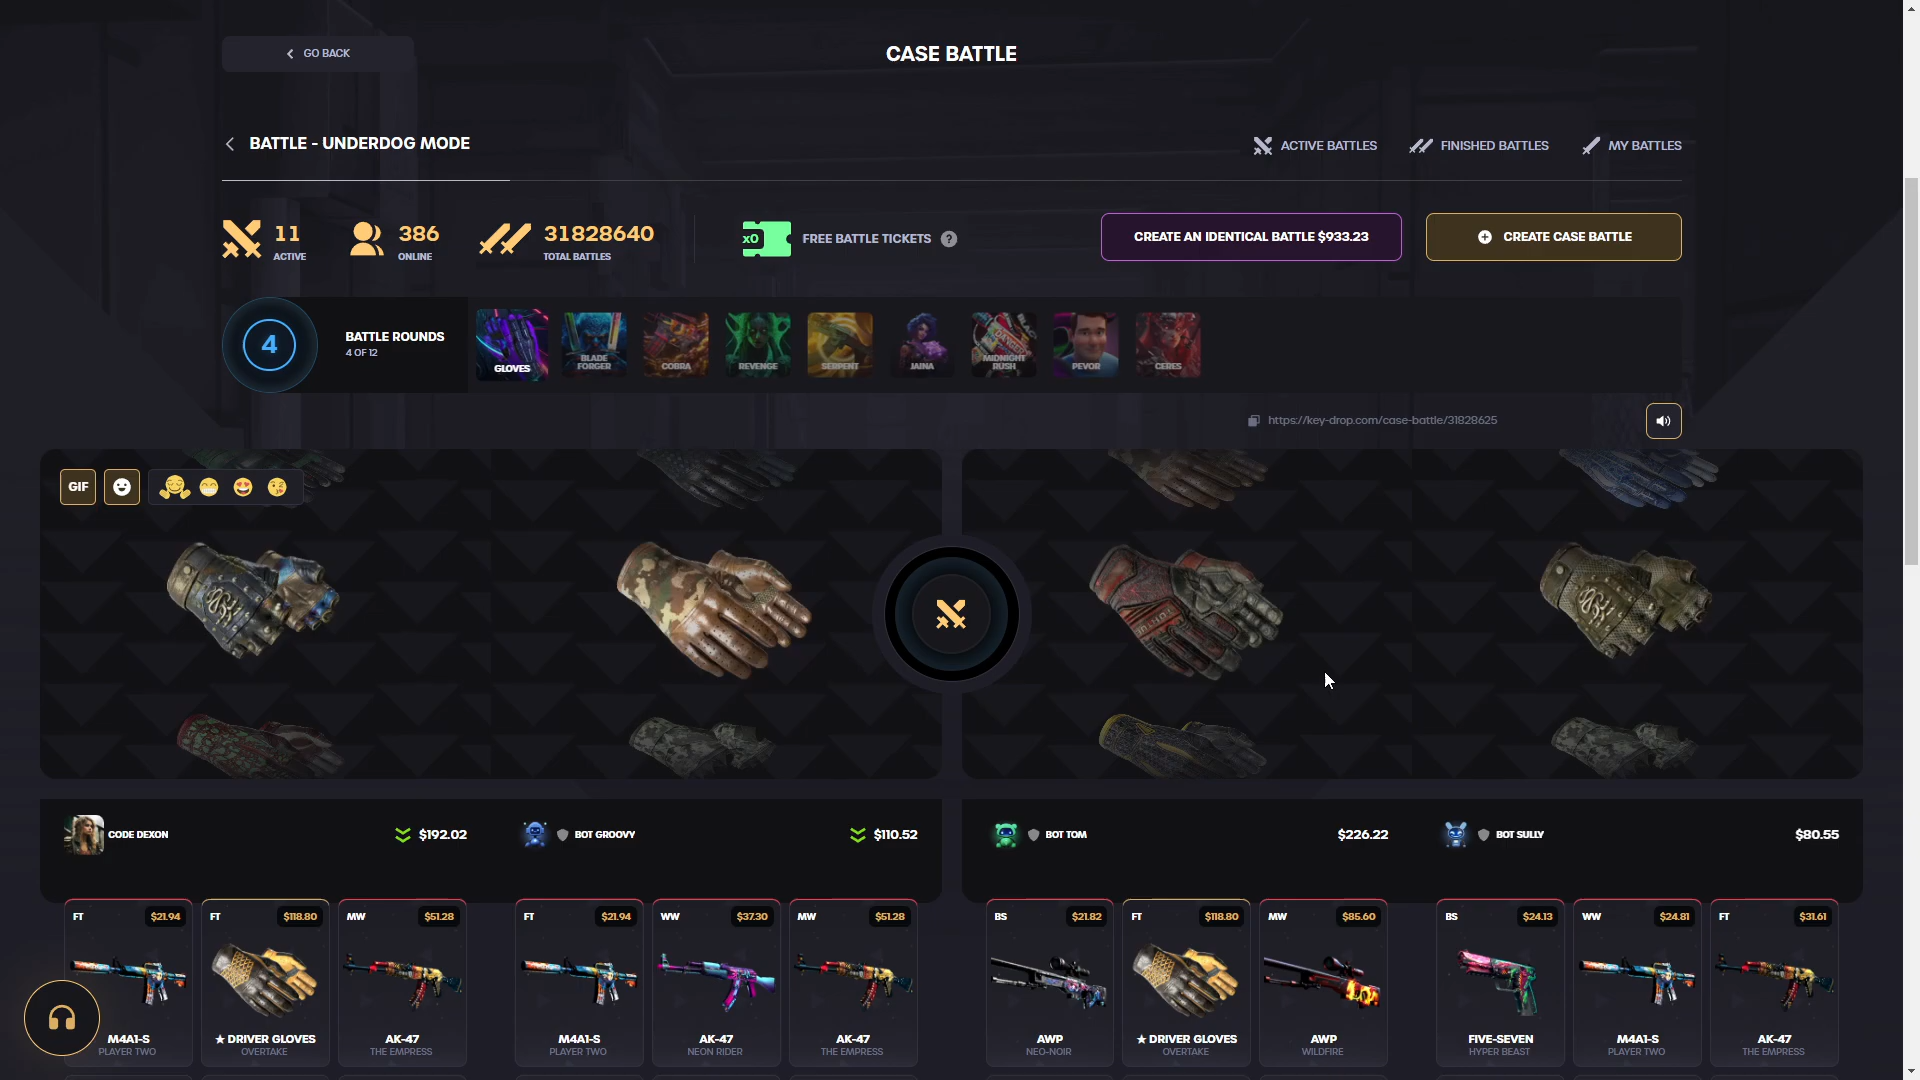 GO BACK
CASE BATTLE
BATTLE - UNDERDOG MODE
ACTIVE BATTLES
FINISHED BATTLES
MY BATTLES
11
ACTIVE
386
ONLINE
31828640
TOTAL BATTLES
x0
FREE BATTLE TICKETS ?
CREATE AN IDENTICAL BATTLE $933.23
CREATE CASE BATTLE
4
BATTLE ROUNDS
4 OF 12
GLOVES
BLADE FORGER
COBRA
REVENGE
SERPENT
JAINA
MIDNIGHT RUSH
PEVOR
CERES
https://key-drop.com/case-battle/31828625
GIF
CODE DEXON
$192.02
BOT GROOVY
$110.52
BOT TOM
$226.22
BOT SULLY
$80.55
FT $21.94
FT $118.80
MW $51.28
FT $21.94
WW $37.30
MW $51.28
BS $21.82
FT $118.80
MW $85.60
BS $24.13
WW $24.81
FT $31.61
M4A1-S
PLAYER TWO
★ DRIVER GLOVES
OVERTAKE
AK-47
THE EMPRESS
M4A1-S
PLAYER TWO
AK-47
NEON RIDER
AK-47
THE EMPRESS
AWP
NEO-NOIR
★ DRIVER GLOVES
OVERTAKE
AWP
WILDFIRE
FIVE-SEVEN
HYPER BEAST
M4A1-S
PLAYER TWO
AK-47
THE EMPRESS